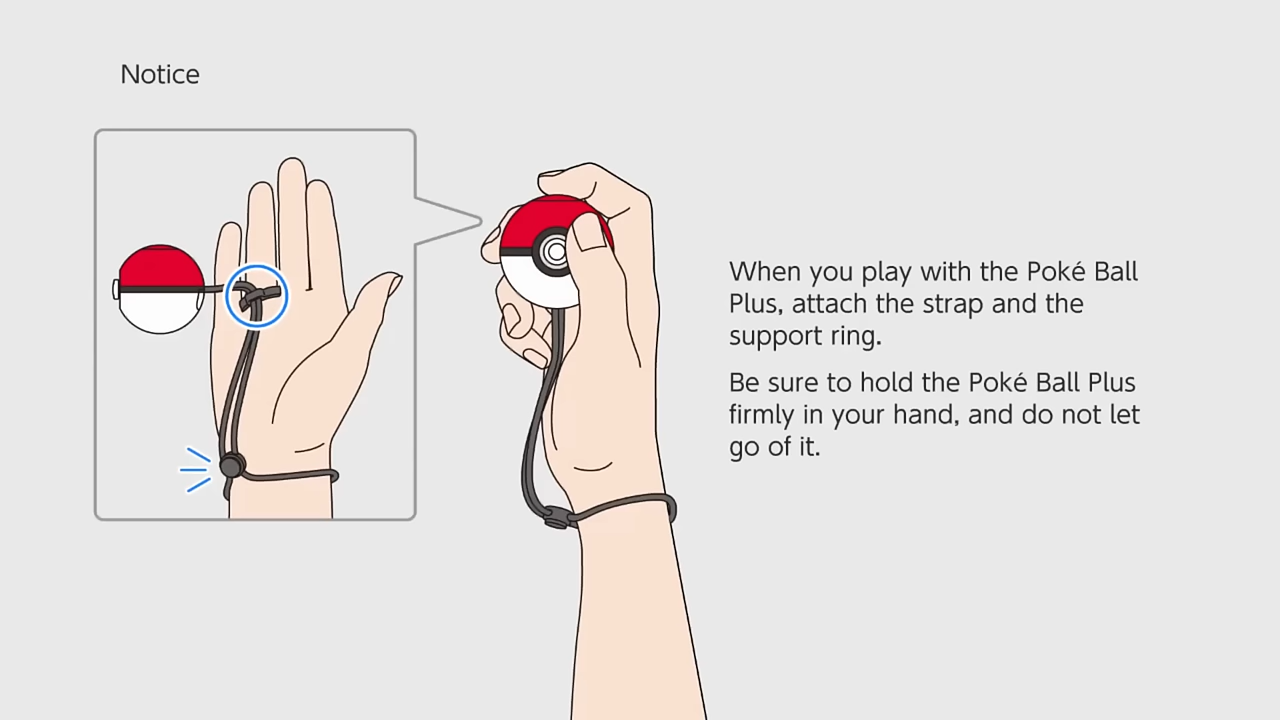 Notice
When you play with the Poké Ball
Plus, attach the strap and the
support ring.
Be sure to hold the Poké Ball Plus
firmly in your hand, and do not let
go of it.